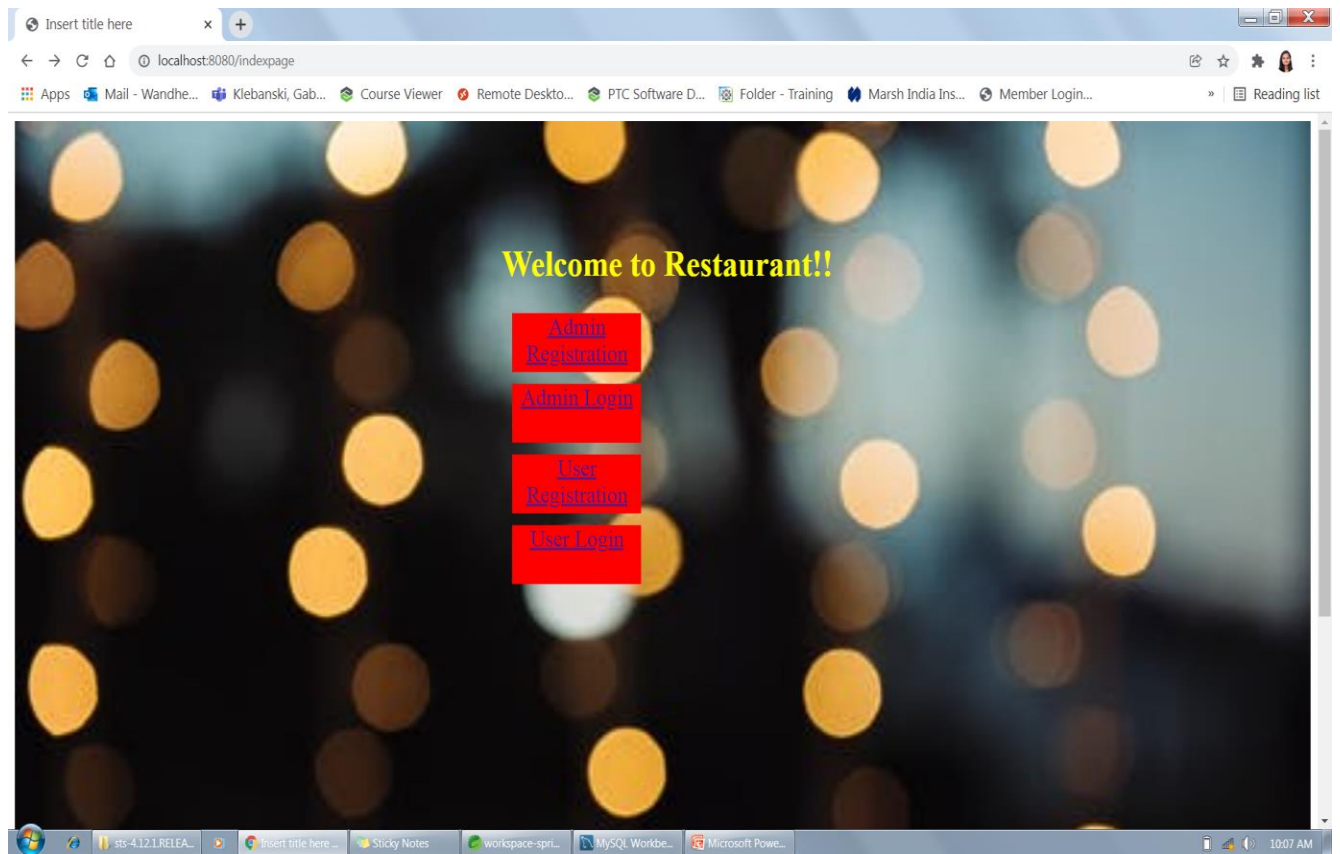 Insert title here
localhost:8080/indexpage
Apps Mail - Wandhe... Klebanski, Gab... Course Viewer Remote Deskto... PTC Software D... Folder - Training Marsh India Ins... Member Login... » Reading list
Welcome to Restaurant!!
Admin
Registration
Admin Login
User
Registration
User Login
sts-4.12.1.RELEA... Insert title here ... Sticky Notes workspace-spri... MySQL Workbe... Microsoft Powe... 10:07 AM